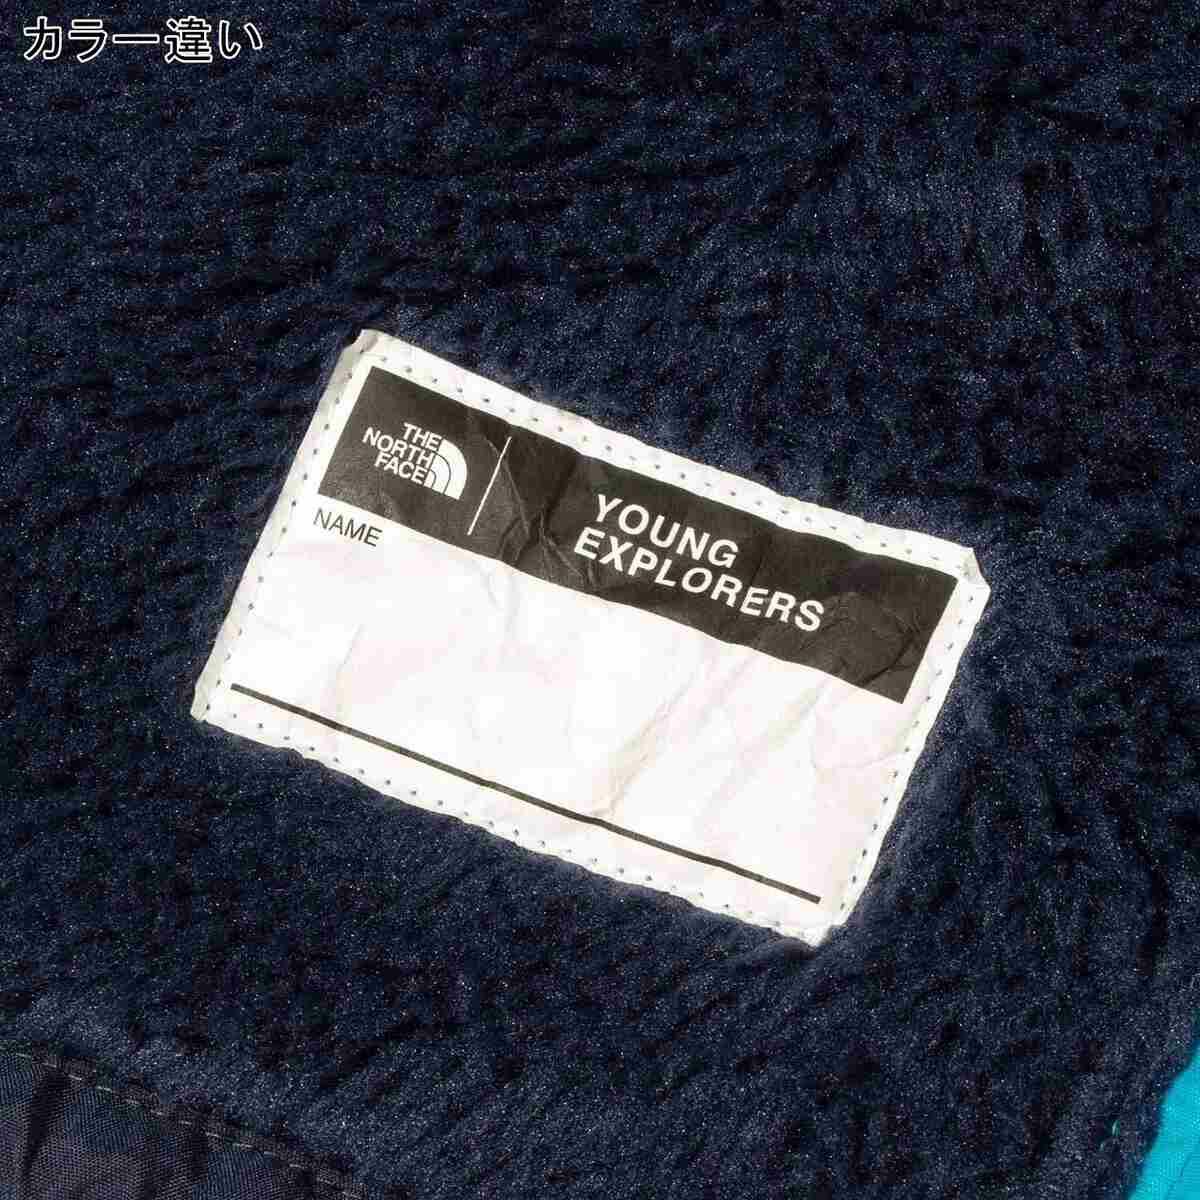 カラー違い
THE
NORTH
FACE
YOUNG
EXPLORERS
NAME